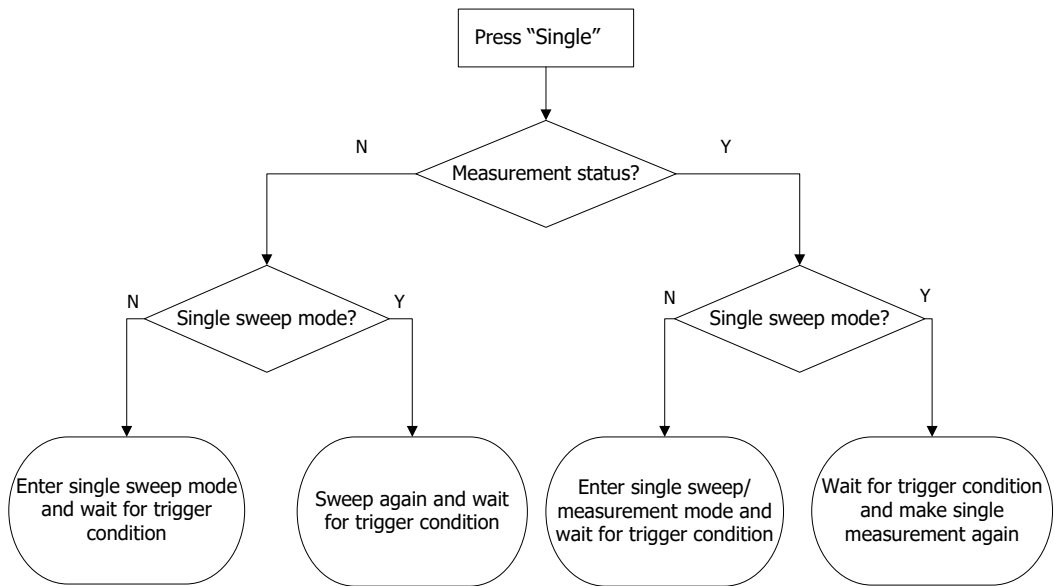 Press “Single”
N
Y
Measurement status?
N
Y
N
Y
Single sweep mode?
Single sweep mode?
Enter single sweep mode
and wait for trigger
condition
Sweep again and wait
for trigger condition
Enter single sweep/
measurement mode and
wait for trigger condition
Wait for trigger condition
and make single
measurement again